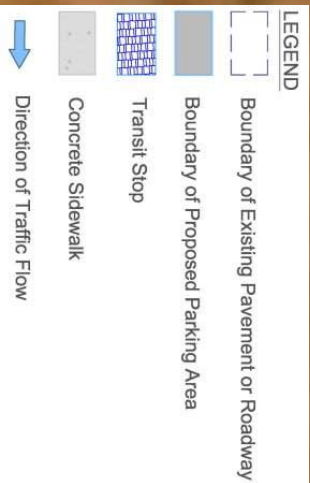 LEGEND
Boundary of Existing Pavement or Roadway
Boundary of Proposed Parking Area
Transit Stop
Concrete Sidewalk
Direction of Traffic Flow